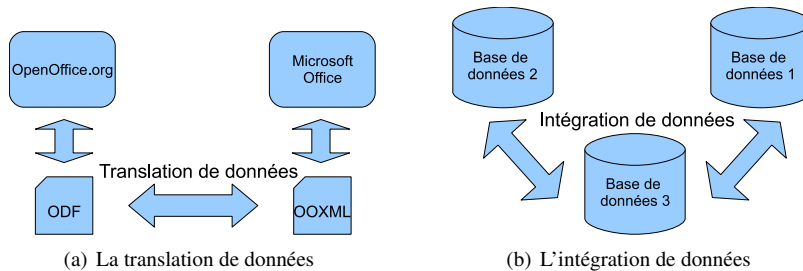 OpenOffice.org
Microsoft
Office
Translation de données
ODF
OOXML
(a) La translation de données
Base de
données 2
Base de
données 1
Intégration de données
Base de
données 3
(b) L'intégration de données